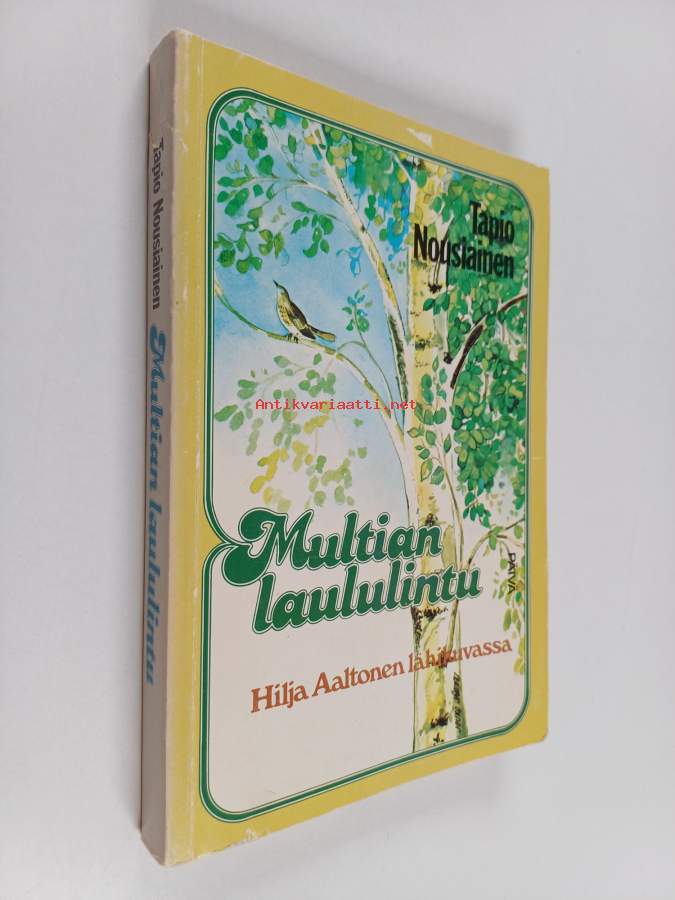 Tapio
Nousiainen
Antikvariaatti.net
Multian
laululintu
Hilja Aaltonen lähikuvassa
PÄIVÄ
Tapio Nousiainen Multian laululintu